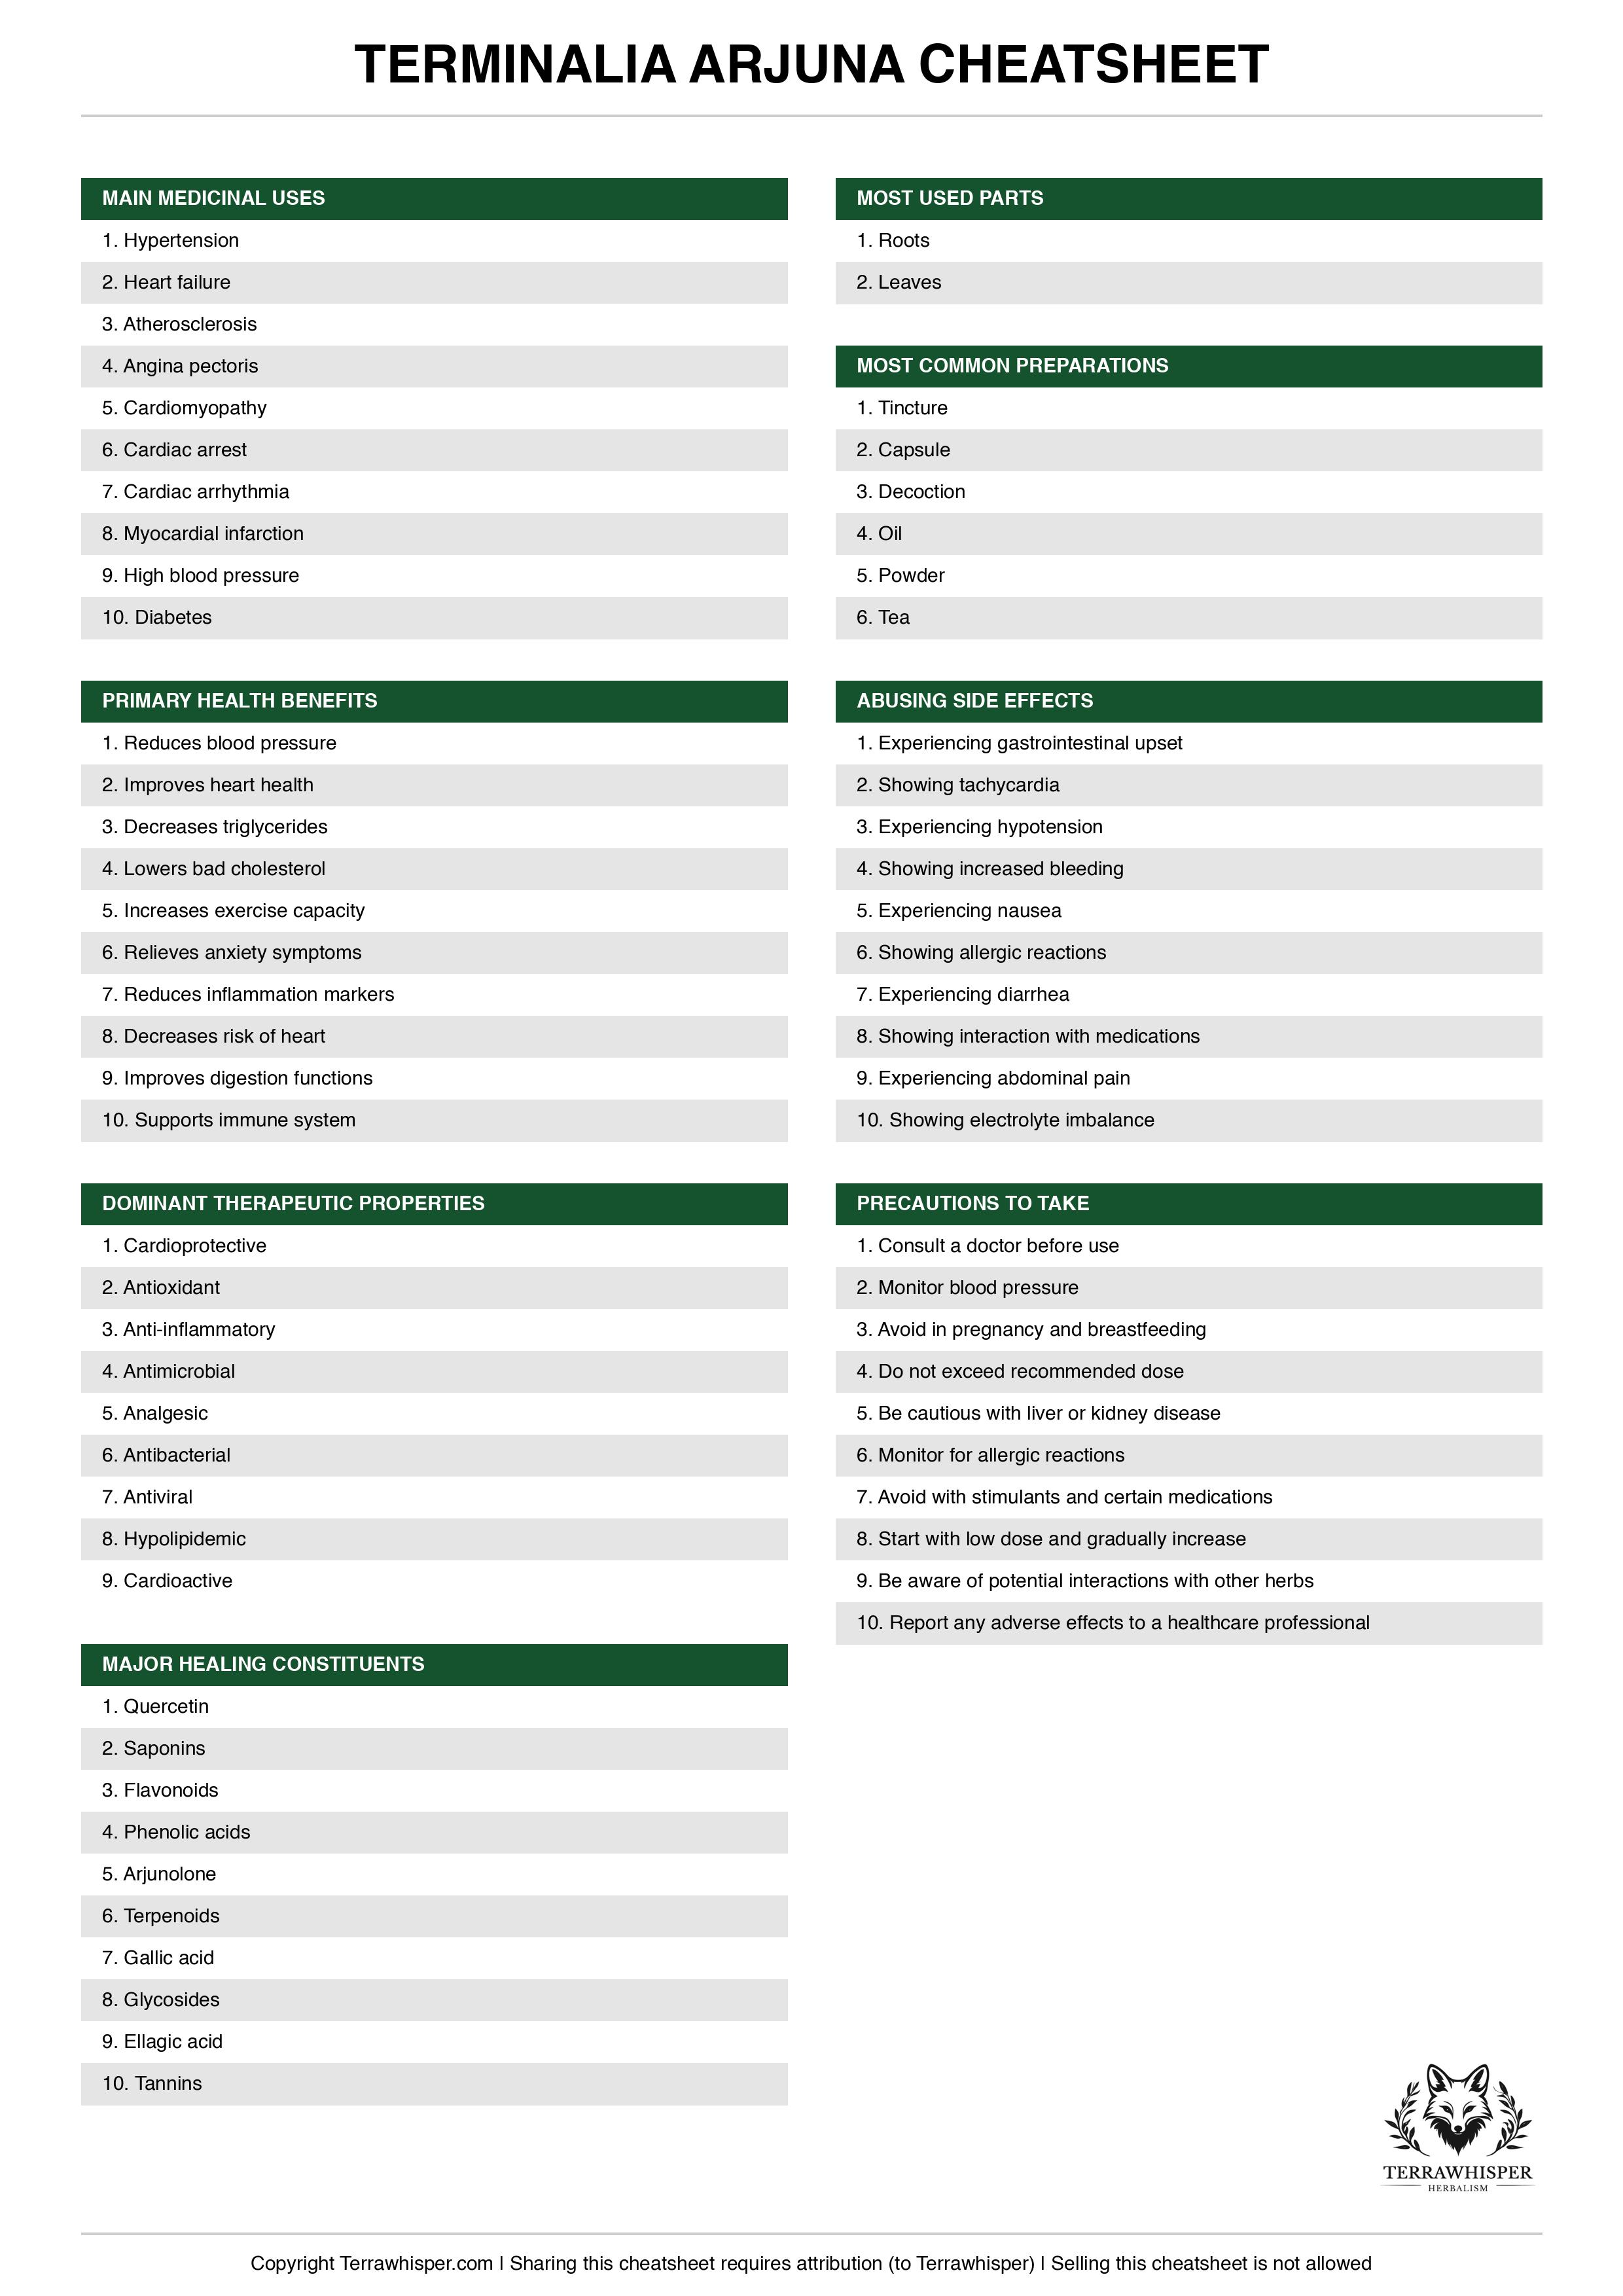 TERMINALIA ARJUNA CHEATSHEET
MAIN MEDICINAL USES
1. Hypertension
2. Heart failure
3. Atherosclerosis
4. Angina pectoris
5. Cardiomyopathy
6. Cardiac arrest
7. Cardiac arrhythmia
8. Myocardial infarction
9. High blood pressure
10. Diabetes
PRIMARY HEALTH BENEFITS
1. Reduces blood pressure
2. Improves heart health
3. Decreases triglycerides
4. Lowers bad cholesterol
5. Increases exercise capacity
6. Relieves anxiety symptoms
7. Reduces inflammation markers
8. Decreases risk of heart
9. Improves digestion functions
10. Supports immune system
DOMINANT THERAPEUTIC PROPERTIES
1. Cardioprotective
2. Antioxidant
3. Anti-inflammatory
4. Antimicrobial
5. Analgesic
6. Antibacterial
7. Antiviral
8. Hypolipidemic
9. Cardioactive
MAJOR HEALING CONSTITUENTS
1. Quercetin
2. Saponins
3. Flavonoids
4. Phenolic acids
5. Arjunolone
6. Terpenoids
7. Gallic acid
8. Glycosides
9. Ellagic acid
10. Tannins
MOST USED PARTS
1. Roots
2. Leaves
MOST COMMON PREPARATIONS
1. Tincture
2. Capsule
3. Decoction
4. Oil
5. Powder
6. Tea
ABUSING SIDE EFFECTS
1. Experiencing gastrointestinal upset
2. Showing tachycardia
3. Experiencing hypotension
4. Showing increased bleeding
5. Experiencing nausea
6. Showing allergic reactions
7. Experiencing diarrhea
8. Showing interaction with medications
9. Experiencing abdominal pain
10. Showing electrolyte imbalance
PRECAUTIONS TO TAKE
1. Consult a doctor before use
2. Monitor blood pressure
3. Avoid in pregnancy and breastfeeding
4. Do not exceed recommended dose
5. Be cautious with liver or kidney disease
6. Monitor for allergic reactions
7. Avoid with stimulants and certain medications
8. Start with low dose and gradually increase
9. Be aware of potential interactions with other herbs
10. Report any adverse effects to a healthcare professional
TERRAWHISPER
HERBALISM
Copyright Terrawhisper.com | Sharing this cheatsheet requires attribution (to Terrawhisper) | Selling this cheatsheet is not allowed